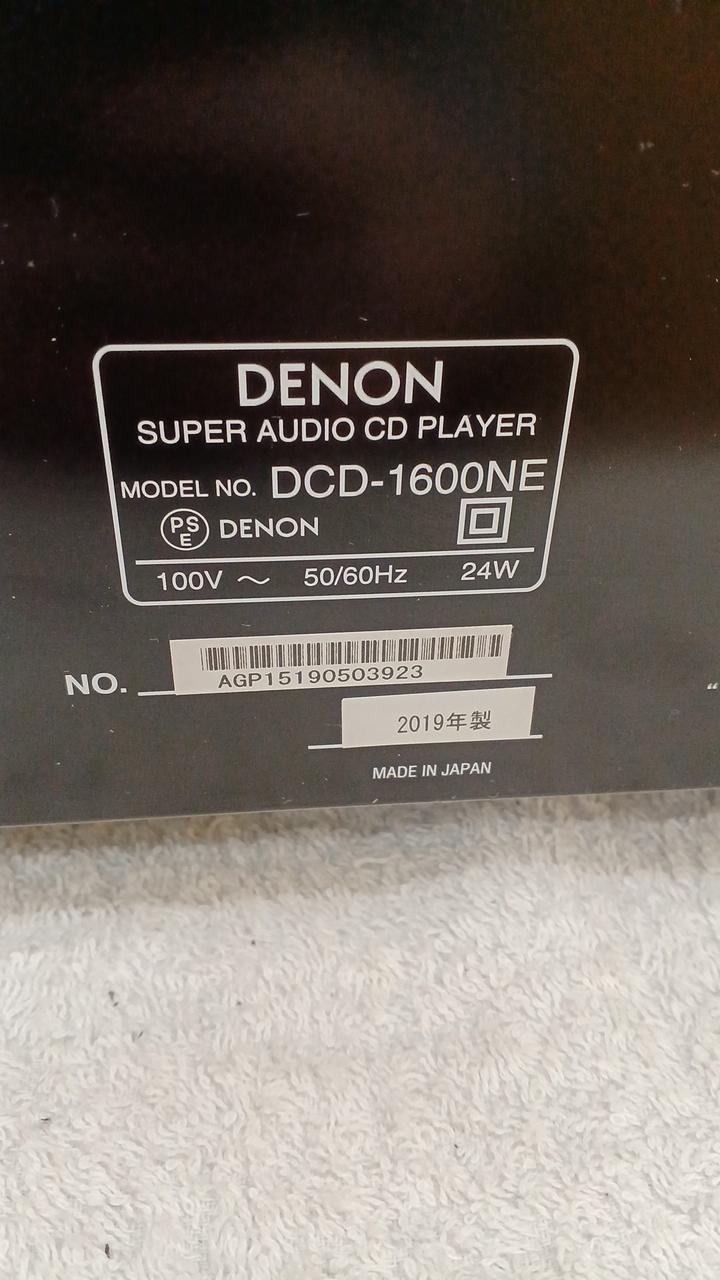 DENON
SUPER AUDIO CD PLAYER
MODEL NO. DCD-1600NE
PSE DENON
100V ～ 50/60Hz 24W
NO. AGP15190503923
2019年製
MADE IN JAPAN